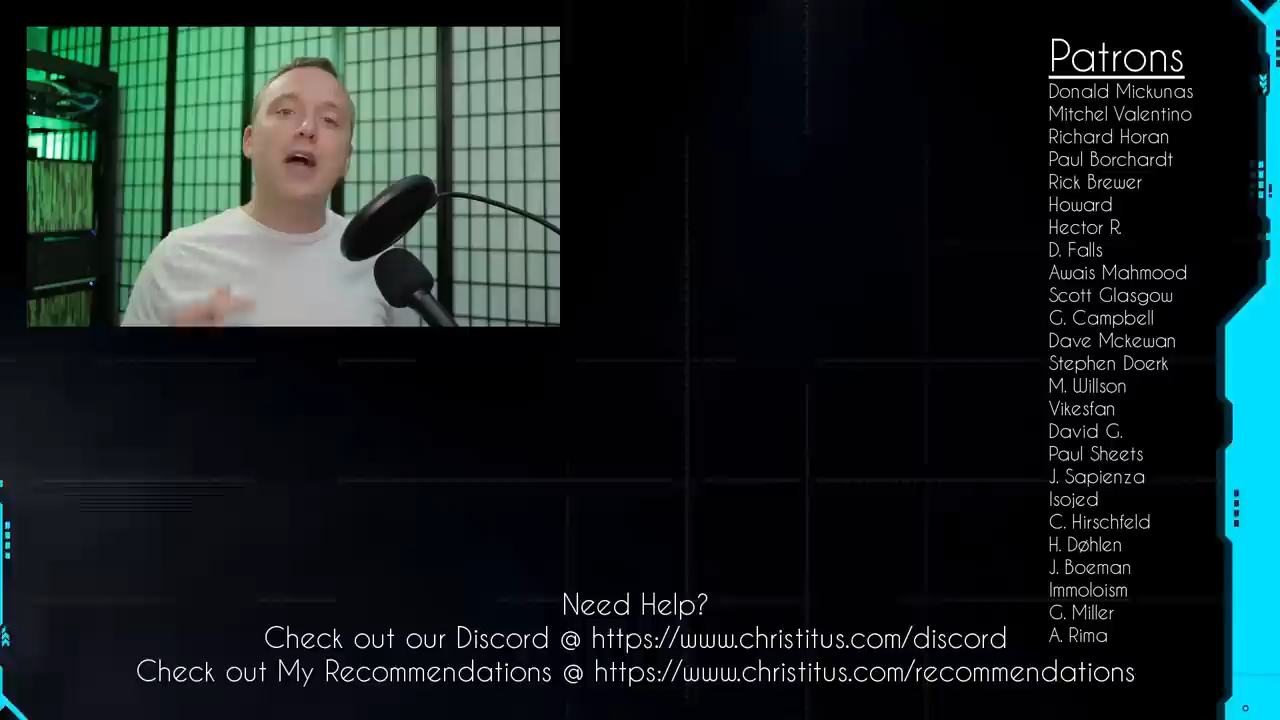 Patrons
Donald Mickunas
Mitchel Valentino
Richard Horan
Paul Borchardt
Rick Brewer
Howard
Hector R.
D. Falls
Awais Mahmood
Scott Glasgow
G. Campbell
Dave Mckewan
Stephen Doerk
M. Willson
Vikesfan
David G.
Paul Sheets
J. Sapienza
Isojed
C. Hirschfeld
H. Døhlen
J. Boeman
Immoloism
G. Miller
A. Rima
Need Help?
Check out our Discord @ https://www.christitus.com/discord
Check out My Recommendations @ https://www.christitus.com/recommendations